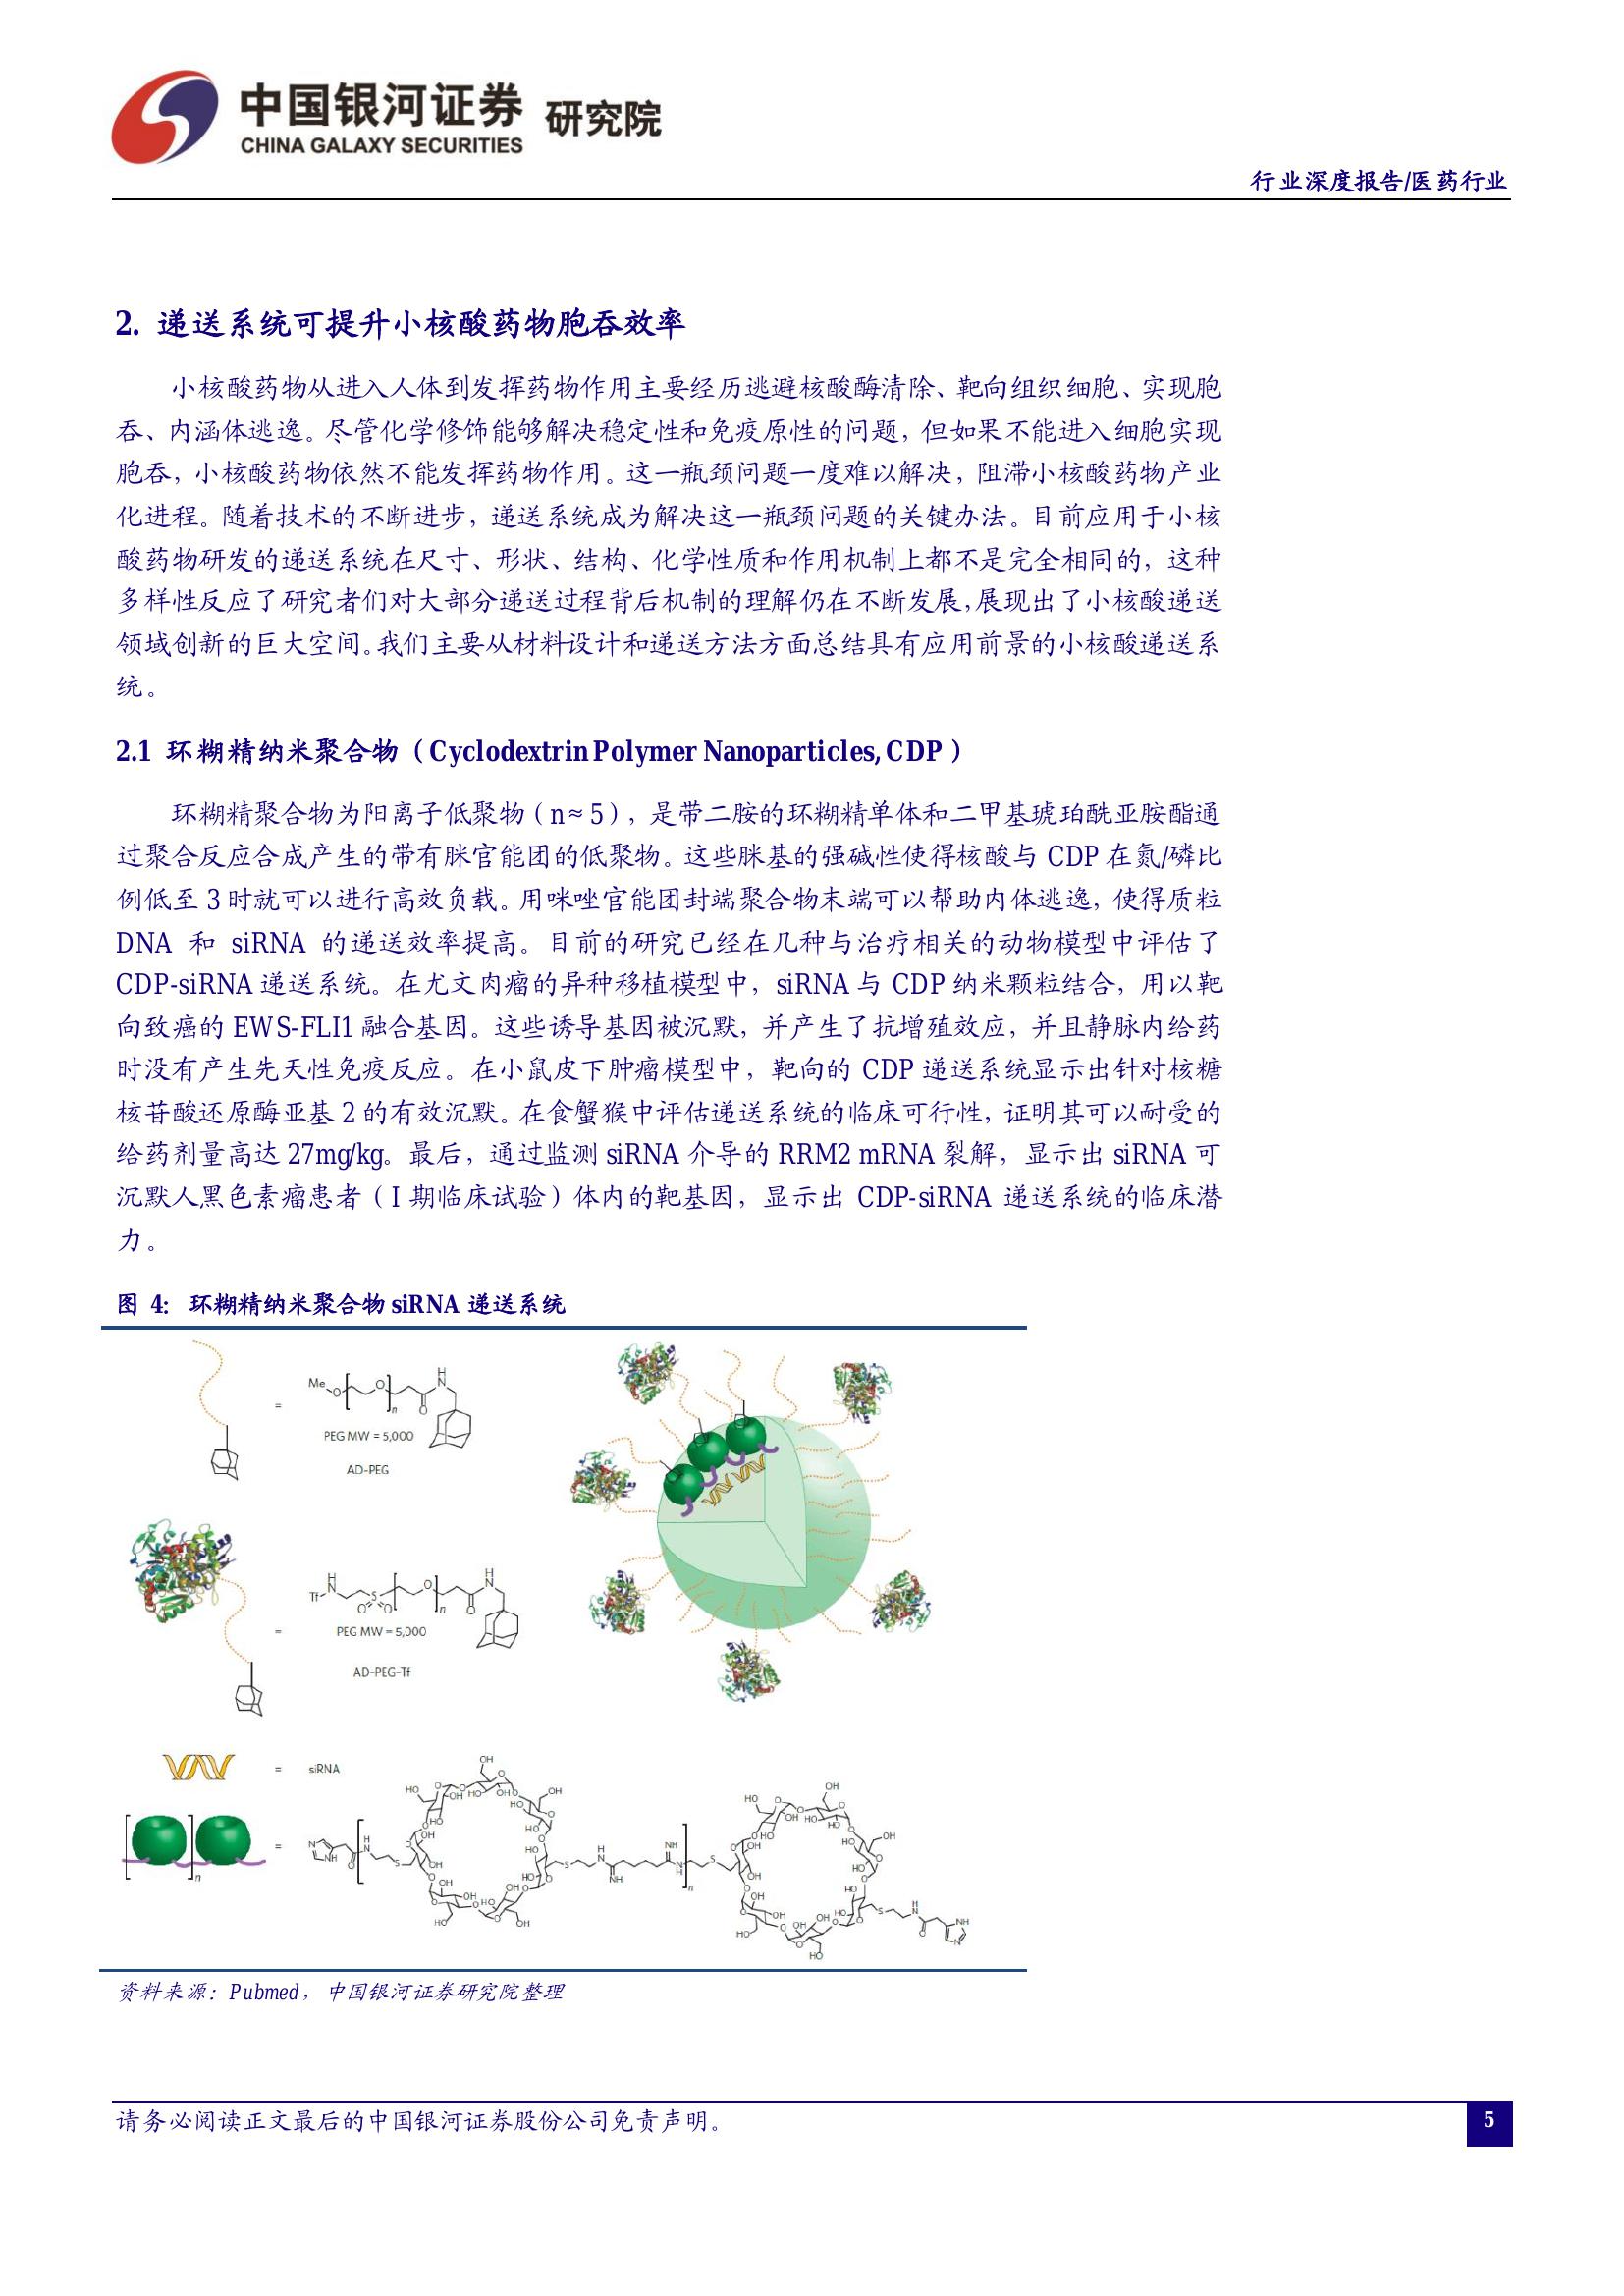 中国银河证券 研究院
CHINA GALAXY SECURITIES
行业深度报告/医药行业
2. 递送系统可提升小核酸药物胞吞效率
小核酸药物从进入人体到发挥药物作用主要经历逃避核酸酶清除、靶向组织细胞、实现胞
吞、内涵体逃逸。尽管化学修饰能够解决稳定性和免疫原性的问题，但如果不能进入细胞实现
胞吞，小核酸药物依然不能发挥药物作用。这一瓶颈问题一度难以解决，阻滞小核酸药物产业
化进程。随着技术的不断进步，递送系统成为解决这一瓶颈问题的关键办法。目前应用于小核
酸药物研发的递送系统在尺寸、形状、结构、化学性质和作用机制上都不是完全相同的，这种
多样性反应了研究者们对大部分递送过程背后机制的理解仍在不断发展，展现出了小核酸递送
领域创新的巨大空间。我们主要从材料设计和递送方法方面总结具有应用前景的小核酸递送系
统。
2.1 环糊精纳米聚合物（Cyclodextrin Polymer Nanoparticles, CDP）
环糊精聚合物为阳离子低聚物（n≈5），是带二胺的环糊精单体和二甲基琥珀酰亚胺酯通
过聚合反应合成产生的带有脒官能团的低聚物。这些脒基的强碱性使得核酸与 CDP 在氮/磷比
例低至 3 时就可以进行高效负载。用咪唑官能团封端聚合物末端可以帮助内体逃逸，使得质粒
DNA 和 siRNA 的递送效率提高。目前的研究已经在几种与治疗相关的动物模型中评估了
CDP-siRNA 递送系统。在尤文肉瘤的异种移植模型中，siRNA 与 CDP 纳米颗粒结合，用以靶
向致癌的 EWS-FLI1 融合基因。这些诱导基因被沉默，并产生了抗增殖效应，并且静脉内给药
时没有产生先天性免疫反应。在小鼠皮下肿瘤模型中，靶向的 CDP 递送系统显示出针对核糖
核苷酸还原酶亚基 2 的有效沉默。在食蟹猴中评估递送系统的临床可行性，证明其可以耐受的
给药剂量高达 27mg/kg。最后，通过监测 siRNA 介导的 RRM2 mRNA 裂解，显示出 siRNA 可
沉默人黑色素瘤患者（I 期临床试验）体内的靶基因，显示出 CDP-siRNA 递送系统的临床潜
力。
图 4: 环糊精纳米聚合物 siRNA 递送系统
PEG MW = 5,000
AD-PEG
PEG MW = 5,000
AD-PEG-Tf
= siRNA
资料来源：Pubmed，中国银河证券研究院整理
请务必阅读正文最后的中国银河证券股份公司免责声明。
5